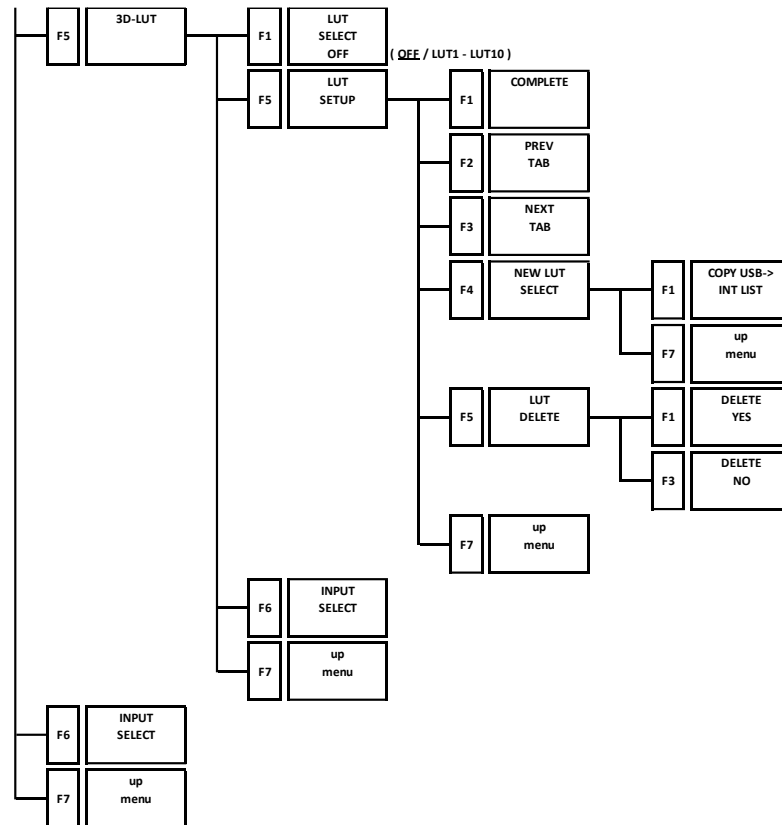 F5
3D-LUT
F1
LUT
SELECT
OFF
( OFF / LUT1 - LUT10 )
F5
LUT
SETUP
F1
COMPLETE
F2
PREV
TAB
F3
NEXT
TAB
F4
NEW LUT
SELECT
F1
COPY USB->
INT LIST
F7
up
menu
F5
LUT
DELETE
F1
DELETE
YES
F3
DELETE
NO
F7
up
menu
F6
INPUT
SELECT
F7
up
menu
F6
INPUT
SELECT
F7
up
menu